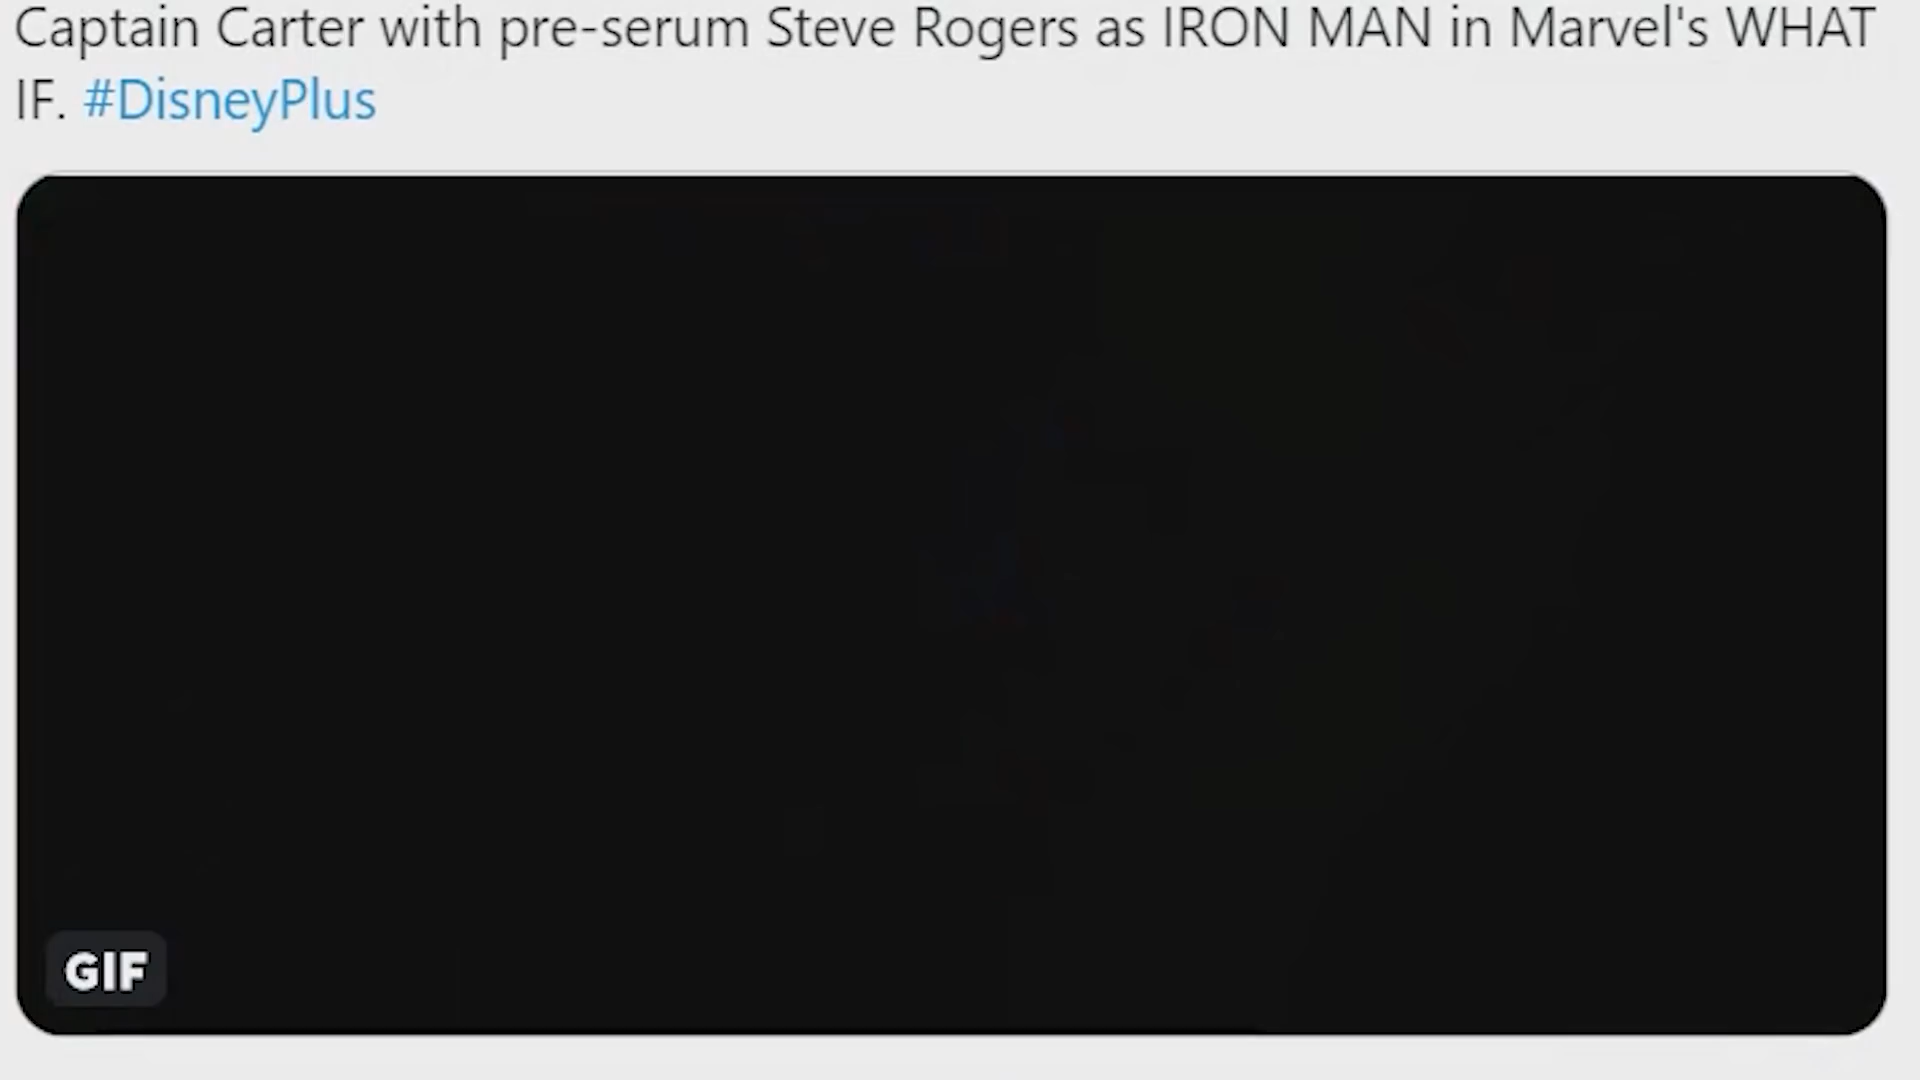 Captain Carter with pre-serum Steve Rogers as IRON MAN in Marvel's WHAT
IF. #DisneyPlus
GIF